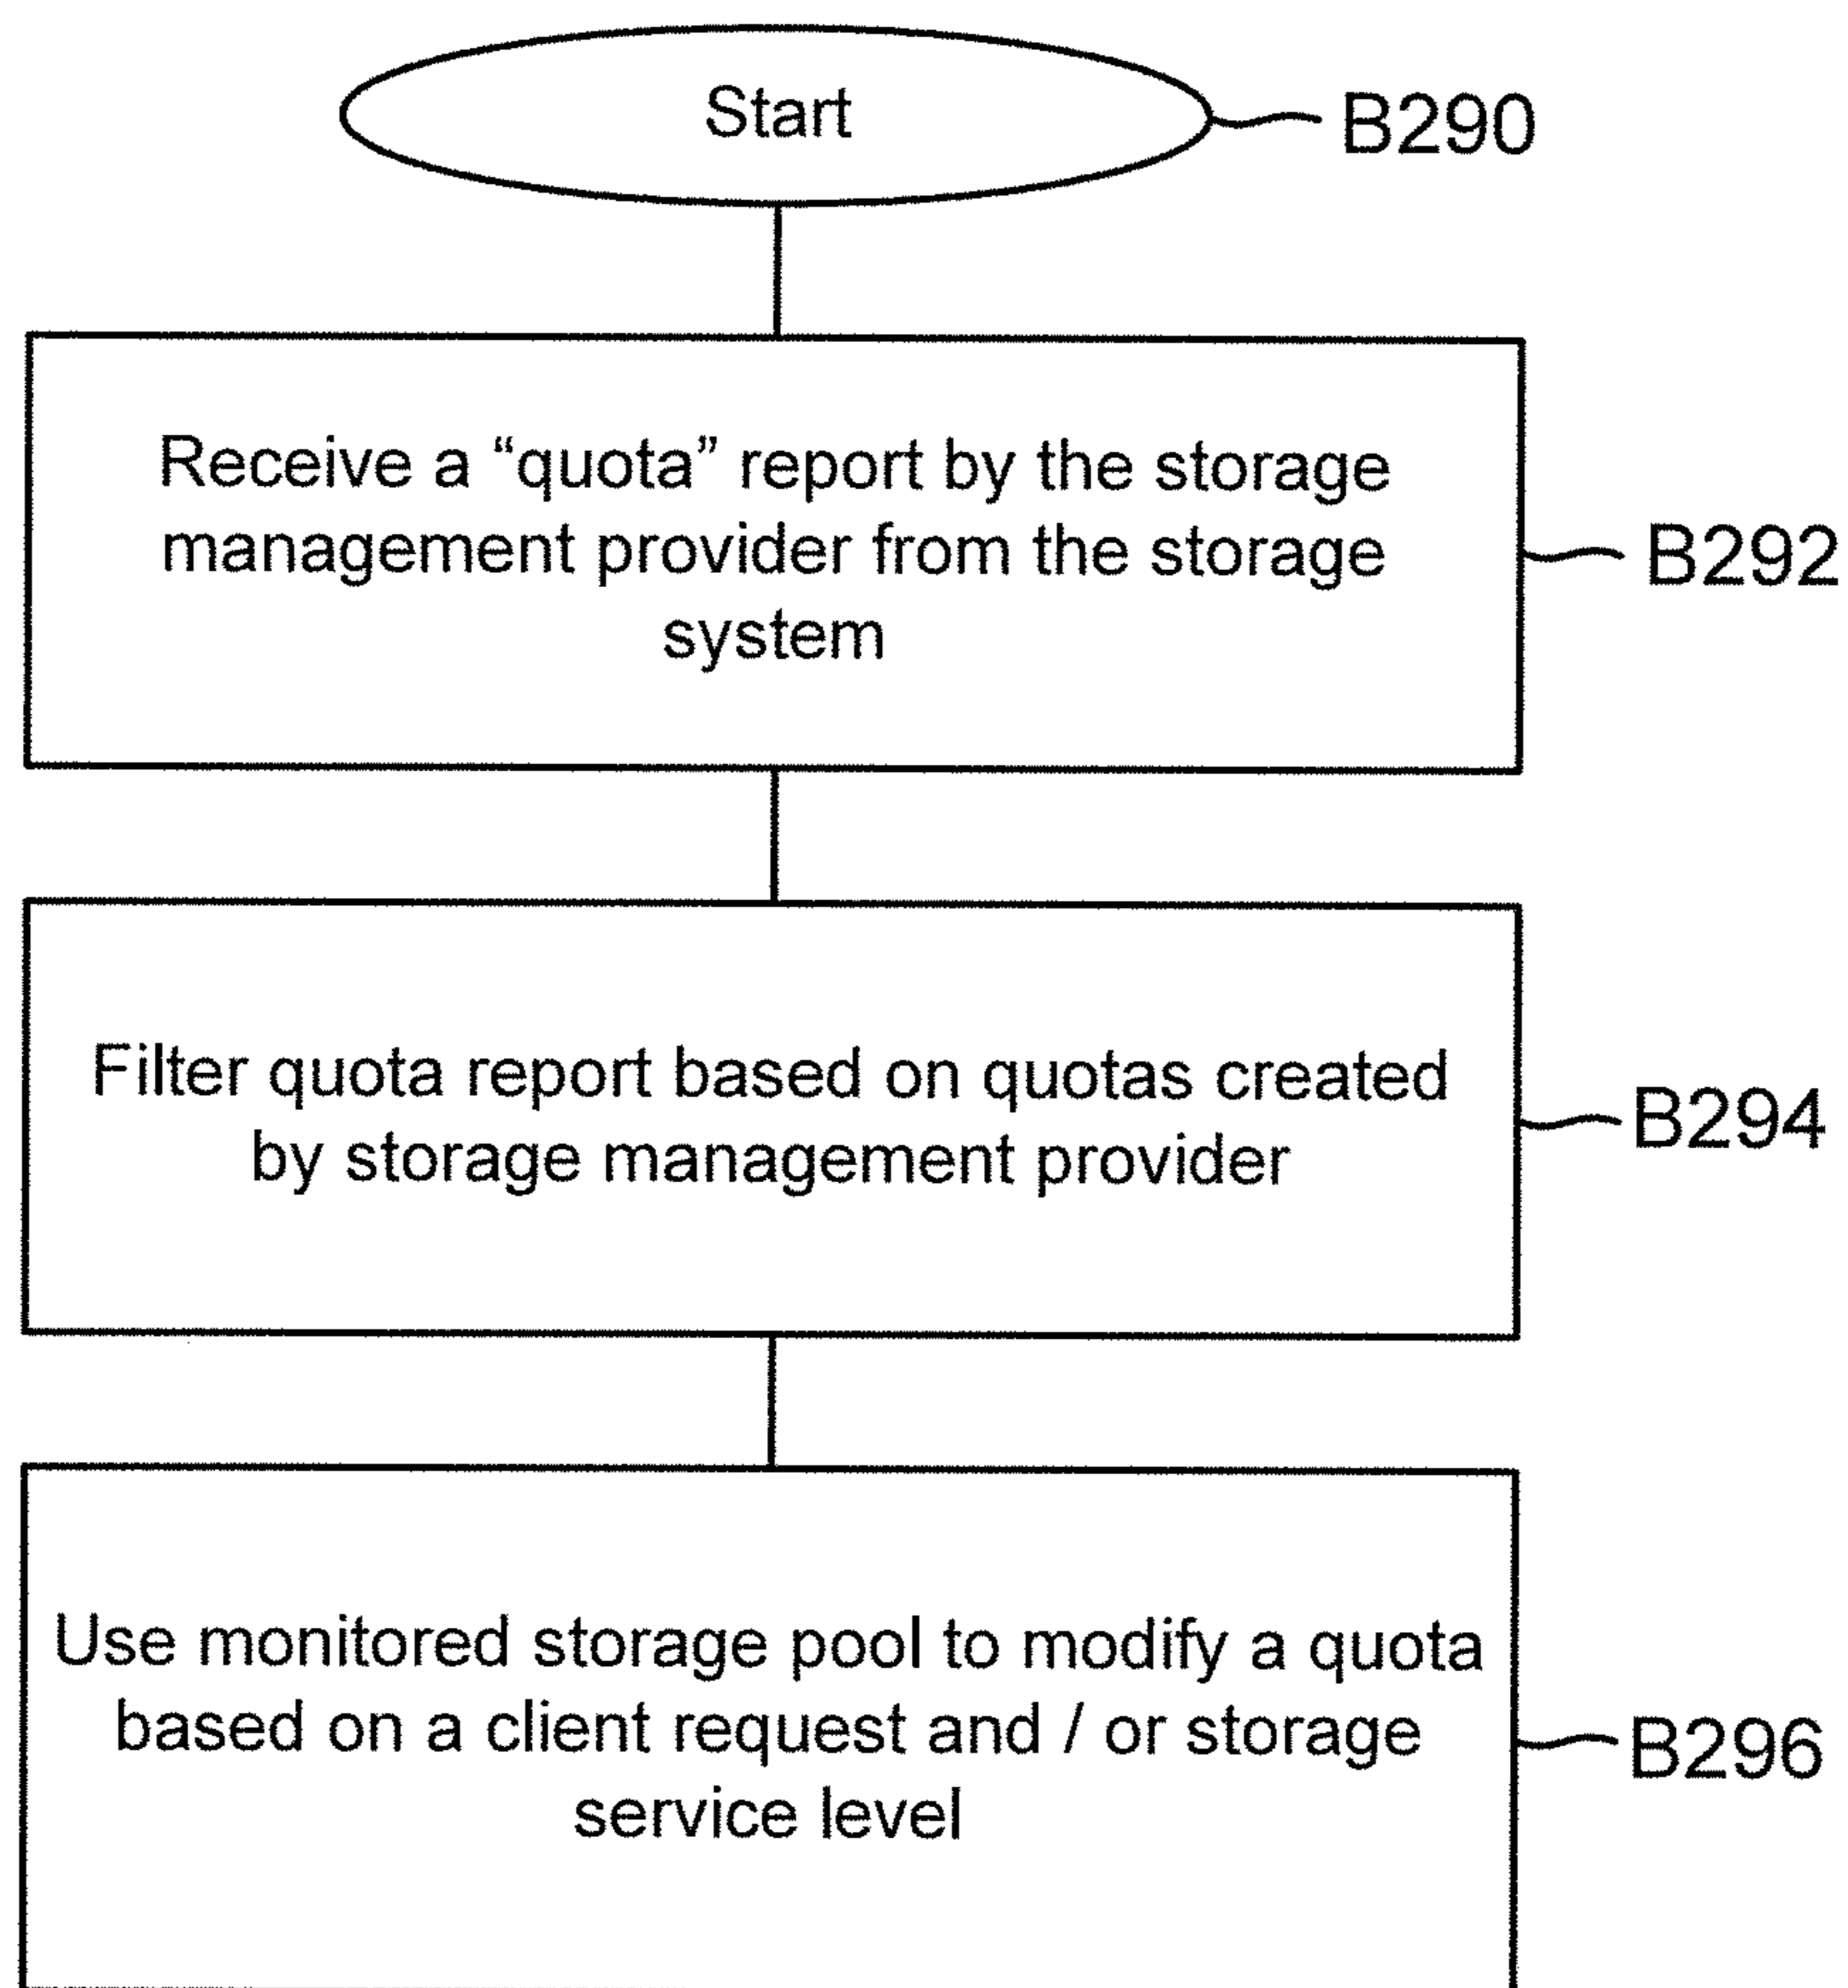 Start
B290
Receive a “quota” report by the storage
management provider from the storage
system
B292
Filter quota report based on quotas created
by storage management provider
B294
Use monitored storage pool to modify a quota
based on a client request and / or storage
service level
B296